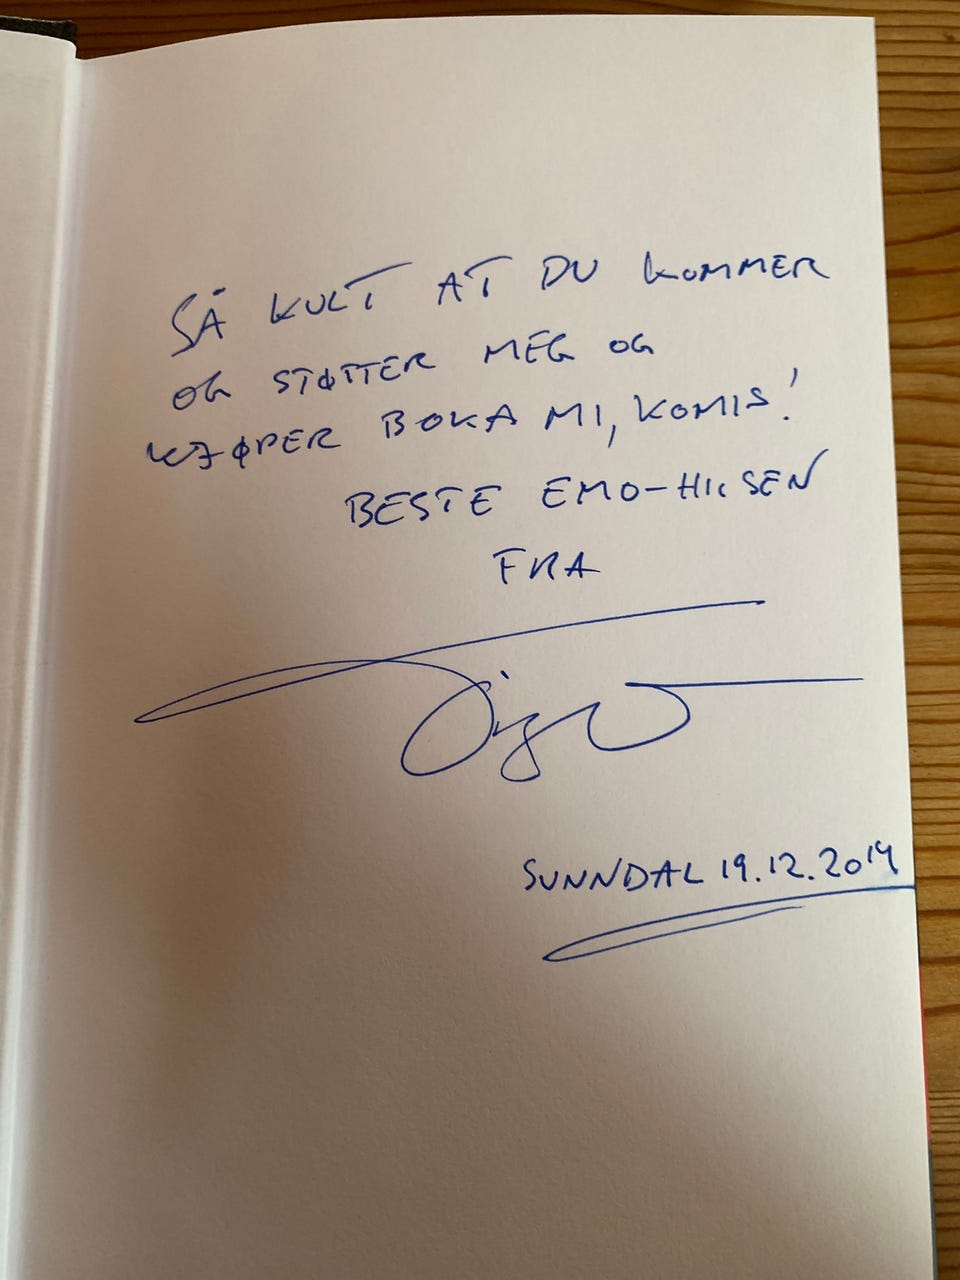 SÅ KULT AT DU KOMMER
OG STØTTER MEG OG
KJØPER BOKA MI, KOMIS!
BESTE EMO-HILSEN
FRA
SUNNDAL 19.12.2019